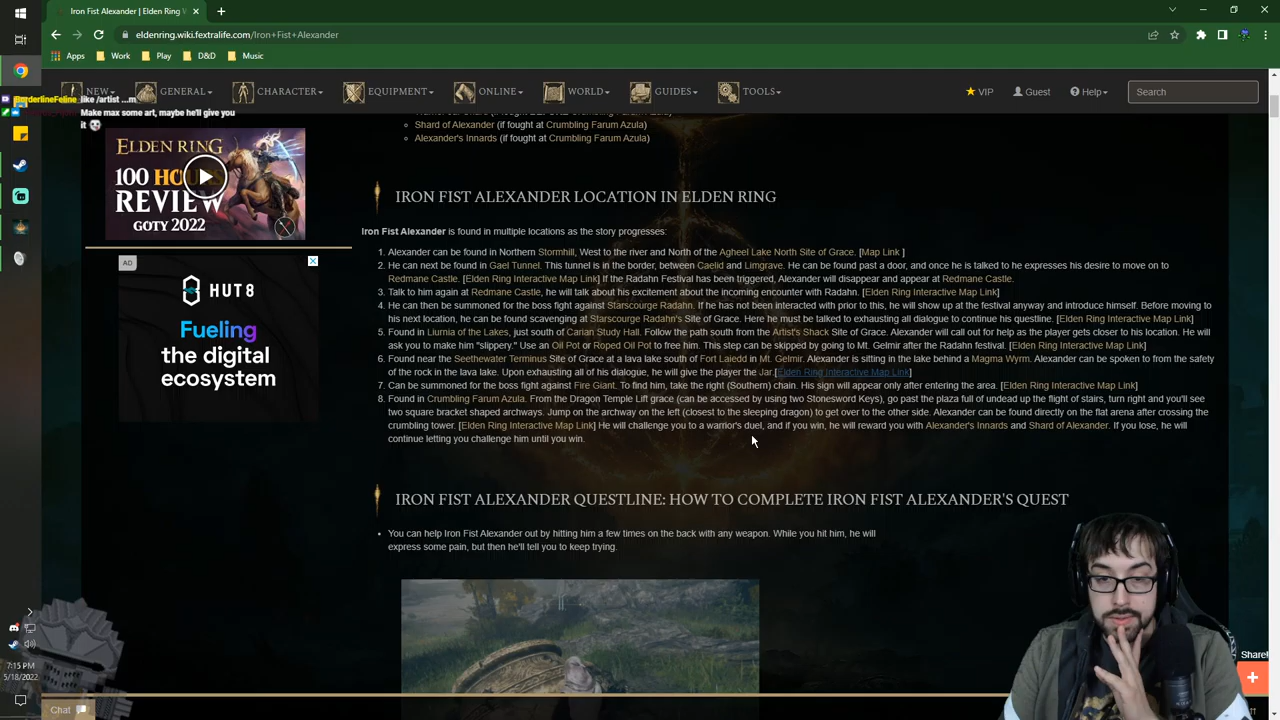 Iron Fist Alexander | Elden Ring W
eldenring.wiki.fextralife.com/Iron+Fist+Alexander
Apps Work Play D&D Music
NEW GENERAL CHARACTER EQUIPMENT ONLINE WORLD GUIDES TOOLS VIP Guest Help Search
BorderlineFeline like /artist ...m
Make max some art, maybe he'll give you
it
Shard of Alexander (if fought at Crumbling Farum Azula)
Alexander's Innards (if fought at Crumbling Farum Azula)
ELDEN RING
100 HOUR
REVIEW
GOTY 2022
AD
HUT8
Fueling
the digital
ecosystem
IRON FIST ALEXANDER LOCATION IN ELDEN RING
Iron Fist Alexander is found in multiple locations as the story progresses:
1. Alexander can be found in Northern Stormhill, West to the river and North of the Agheel Lake North Site of Grace. [Map Link ]
2. He can next be found in Gael Tunnel. This tunnel is in the border, between Caelid and Limgrave. He can be found past a door, and once he is talked to he expresses his desire to move on to
Redmane Castle. [Elden Ring Interactive Map Link] If the Radahn Festival has been triggered, Alexander will disappear and appear at Redmane Castle.
3. Talk to him again at Redmane Castle, he will talk about his excitement about the incoming encounter with Radahn. [Elden Ring Interactive Map Link]
4. He can then be summoned for the boss fight against Starscourge Radahn. If he has not been interacted with prior to this, he will show up at the festival anyway and introduce himself. Before moving to
his next location, he can be found scavenging at Starscourge Radahn's Site of Grace. Here he must be talked to exhausting all dialogue to continue his questline. [Elden Ring Interactive Map Link]
5. Found in Liurnia of the Lakes, just south of Carian Study Hall. Follow the path south from the Artist's Shack Site of Grace. Alexander will call out for help as the player gets closer to his location. He will
ask you to make him "slippery." Use an Oil Pot or Roped Oil Pot to free him. This step can be skipped by going to Mt. Gelmir after the Radahn festival. [Elden Ring Interactive Map Link]
6. Found near the Seethewater Terminus Site of Grace at a lava lake south of Fort Laiedd in Mt. Gelmir. Alexander is sitting in the lake behind a Magma Wyrm. Alexander can be spoken to from the safety
of the rock in the lava lake. Upon exhausting all of his dialogue, he will give the player the Jar.[Elden Ring Interactive Map Link]
7. Can be summoned for the boss fight against Fire Giant. To find him, take the right (Southern) chain. His sign will appear only after entering the area. [Elden Ring Interactive Map Link]
8. Found in Crumbling Farum Azula. From the Dragon Temple Lift grace (can be accessed by using two Stonesword Keys), go past the plaza full of undead up the flight of stairs, turn right and you'll see
two square bracket shaped archways. Jump on the archway on the left (closest to the sleeping dragon) to get over to the other side. Alexander can be found directly on the flat arena after crossing the
crumbling tower. [Elden Ring Interactive Map Link] He will challenge you to a warrior's duel, and if you win, he will reward you with Alexander's Innards and Shard of Alexander. If you lose, he will
continue letting you challenge him until you win.
IRON FIST ALEXANDER QUESTLINE: HOW TO COMPLETE IRON FIST ALEXANDER'S QUEST
You can help Iron Fist Alexander out by hitting him a few times on the back with any weapon. While you hit him, he will
express some pain, but then he'll tell you to keep trying.
7:15 PM
5/18/2022
Chat
Share